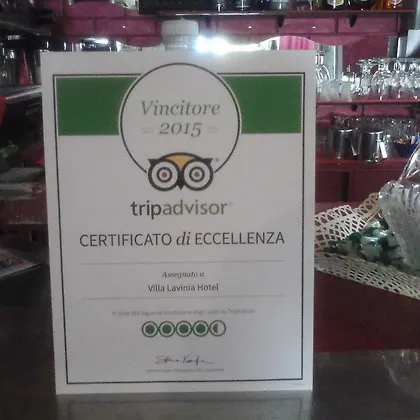 Vincitore
2015
tripadvisor
CERTIFICATO di ECCELLENZA
Assegnato a
Villa Lavinia Hotel